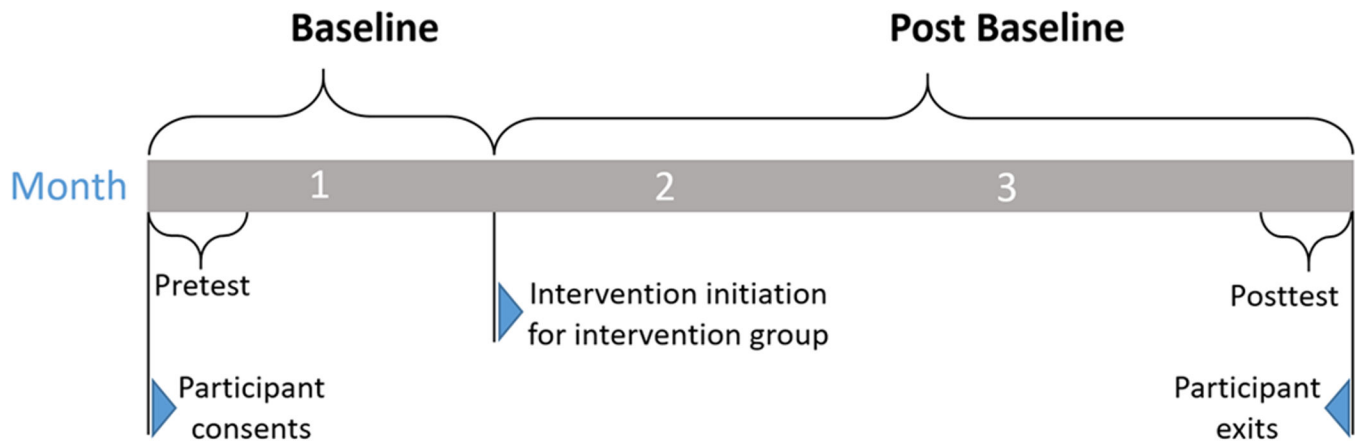 Baseline
Post Baseline
Month
1
2
3
Pretest
Intervention initiation
for intervention group
Posttest
Participant
consents
Participant
exits